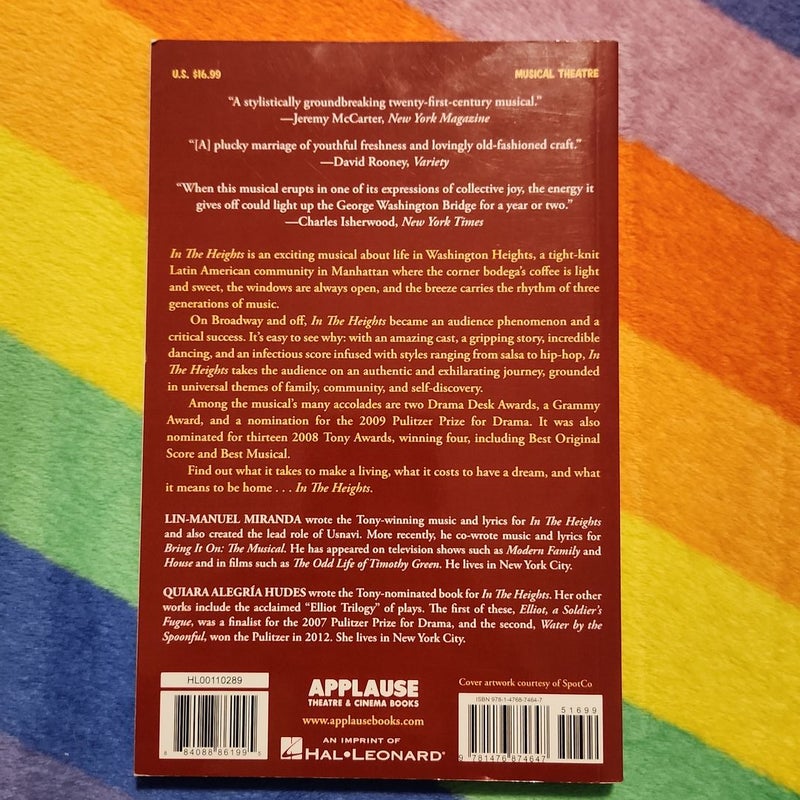 U.S. $16.99
MUSICAL THEATRE
“A stylistically groundbreaking twenty-first-century musical.”
—Jeremy McCarter, New York Magazine
“[A] plucky marriage of youthful freshness and lovingly old-fashioned craft.”
—David Rooney, Variety
“When this musical erupts in one of its expressions of collective joy, the energy it
gives off could light up the George Washington Bridge for a year or two.”
—Charles Isherwood, New York Times
In The Heights is an exciting musical about life in Washington Heights, a tight-knit
Latin American community in Manhattan where the corner bodega’s coffee is light
and sweet, the windows are always open, and the breeze carries the rhythm of three
generations of music.
On Broadway and off, In The Heights became an audience phenomenon and a
critical success. It’s easy to see why: with an amazing cast, a gripping story, incredible
dancing, and an infectious score infused with styles ranging from salsa to hip-hop, In
The Heights takes the audience on an authentic and exhilarating journey, grounded
in universal themes of family, community, and self-discovery.
Among the musical’s many accolades are two Drama Desk Awards, a Grammy
Award, and a nomination for the 2009 Pulitzer Prize for Drama. It was also
nominated for thirteen 2008 Tony Awards, winning four, including Best Original
Score and Best Musical.
Find out what it takes to make a living, what it costs to have a dream, and what
it means to be home . . . In The Heights.
LIN-MANUEL MIRANDA wrote the Tony-winning music and lyrics for In The Heights
and also created the lead role of Usnavi. More recently, he co-wrote music and lyrics for
Bring It On: The Musical. He has appeared on television shows such as Modern Family and
House and in films such as The Odd Life of Timothy Green. He lives in New York City.
QUIARA ALEGRÍA HUDES wrote the Tony-nominated book for In The Heights. Her other
works include the acclaimed “Elliot Trilogy” of plays. The first of these, Elliot, a Soldier’s
Fugue, was a finalist for the 2007 Pulitzer Prize for Drama, and the second, Water by the
Spoonful, won the Pulitzer in 2012. She lives in New York City.
HL00110289
8 84088 86199 5
APPLAUSE
THEATRE & CINEMA BOOKS
www.applausebooks.com
AN IMPRINT OF
HAL•LEONARD®
Cover artwork courtesy of SpotCo
ISBN 978-1-4768-7464-7
51699
9 781476 874647